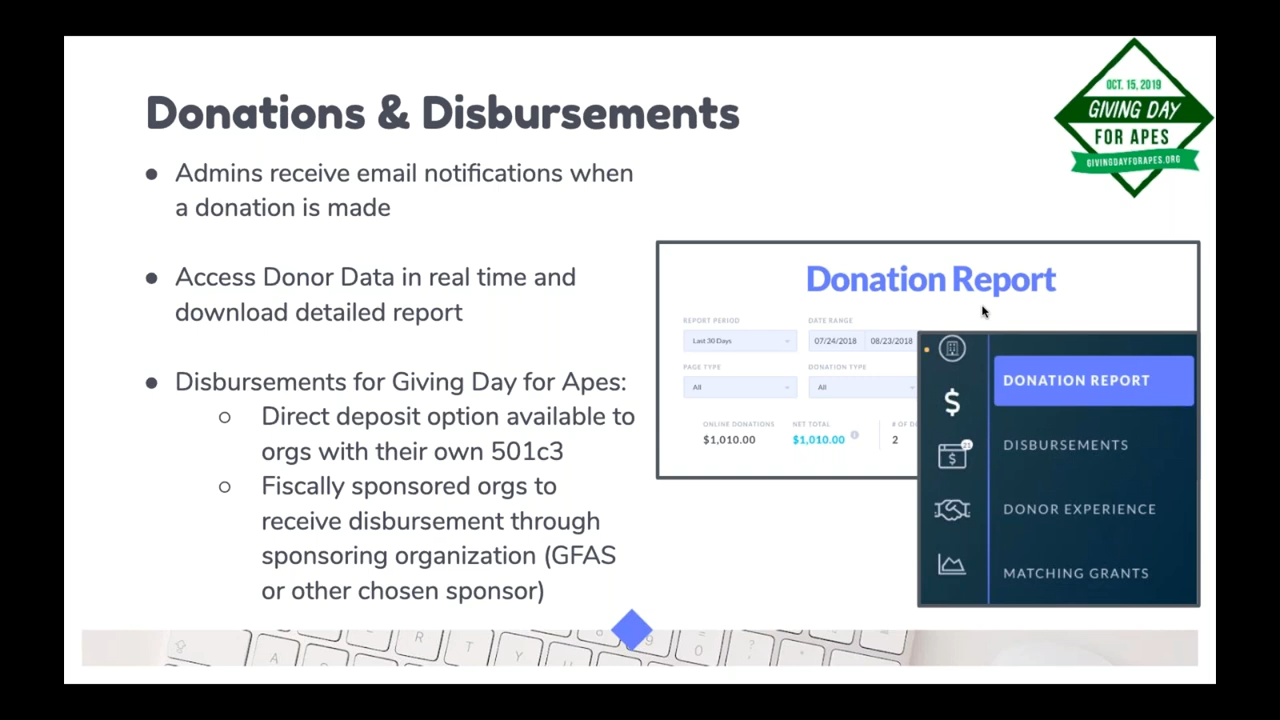 OCT. 15, 2019
GIVING DAY
FOR APES
GIVINGDAYFORAPES.ORG
Donations & Disbursements
● Admins receive email notifications when
a donation is made
● Access Donor Data in real time and
download detailed report
● Disbursements for Giving Day for Apes:
○ Direct deposit option available to
orgs with their own 501c3
○ Fiscally sponsored orgs to
receive disbursement through
sponsoring organization (GFAS
or other chosen sponsor)
Donation Report
REPORT PERIOD DATE RANGE
Last 30 Days 07/24/2018 08/23/2018
PAGE TYPE DONATION TYPE
All All
ONLINE DONATIONS NET TOTAL # OF D
$1,010.00 $1,010.00 2
DONATION REPORT
DISBURSEMENTS
DONOR EXPERIENCE
MATCHING GRANTS
R T 9 0 ?
A Y